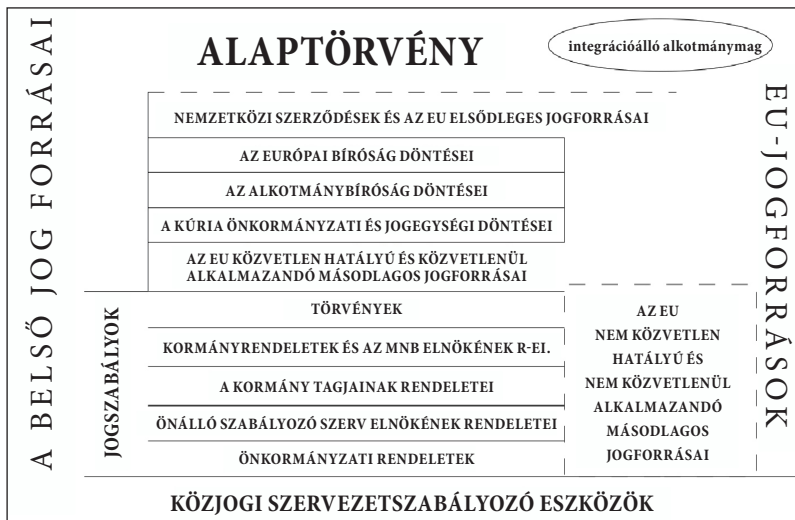 A BELSŐ JOG FORRÁSAI
ALAPTÖRVÉNY
integrációálló alkotmánymag
NEMZETKÖZI SZERZŐDÉSEK ÉS AZ EU ELSŐDLEGES JOGFORRÁSAI
AZ EURÓPAI BÍRÓSÁG DÖNTÉSEI
AZ ALKOTMÁNYBÍRÓSÁG DÖNTÉSEI
A KÚRIA ÖNKORMÁNYZATI ÉS JOGEGYSÉGI DÖNTÉSEI
AZ EU KÖZVETLEN HATÁLYÚ ÉS KÖZVETLENÜL
ALKALMAZANDÓ MÁSODLAGOS JOGFORRÁSAI
JOGSZABÁLYOK
TÖRVÉNYEK
KORMÁNYRENDELETEK ÉS AZ MNB ELNÖKÉNEK R-EI.
A KORMÁNY TAGJAINAK RENDELETEI
ÖNÁLLÓ SZABÁLYOZÓ SZERV ELNÖKÉNEK RENDELETEI
ÖNKORMÁNYZATI RENDELETEK
AZ EU
NEM KÖZVETLEN
HATÁLYÚ ÉS
NEM KÖZVETLENÜL
ALKALMAZANDÓ
MÁSODLAGOS
JOGFORRÁSAI
EU-JOGFORRÁSOK
KÖZJOGI SZERVEZETSZABÁLYOZÓ ESZKÖZÖK